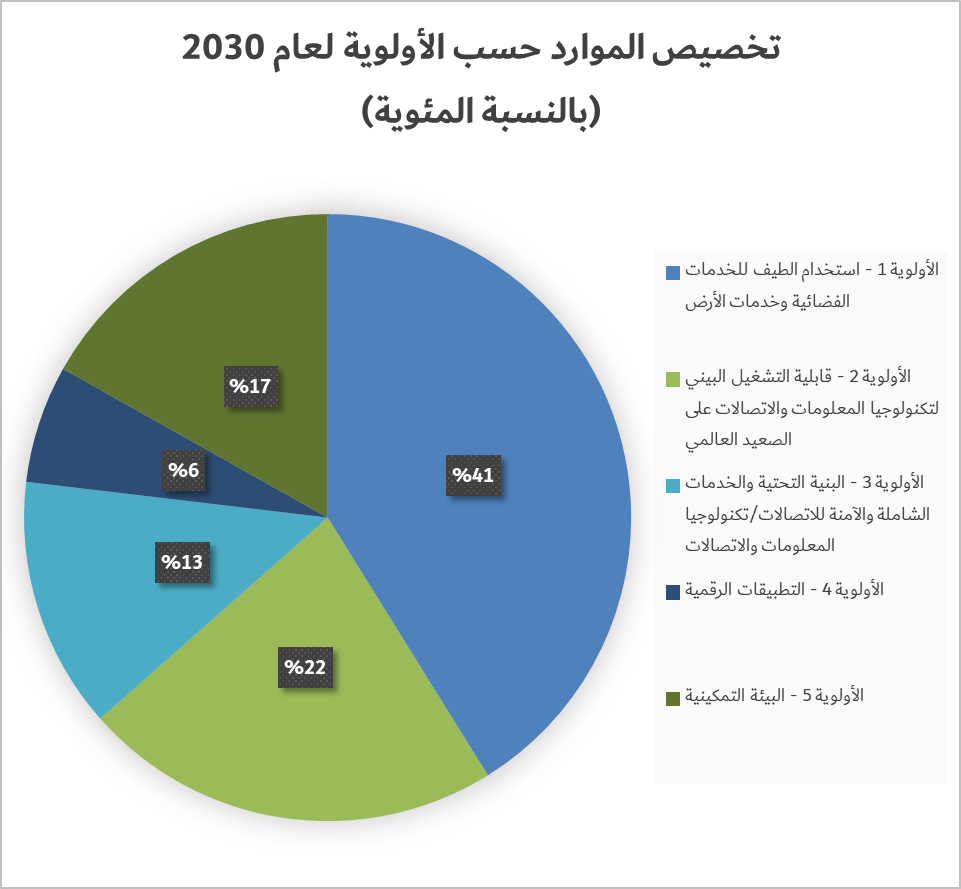 تخصيص الموارد حسب الأولوية لعام 2030
(بالنسبة المئوية)
الأولوية 1 - استخدام الطيف للخدمات
الفضائية وخدمات الأرض
الأولوية 2 - قابلية التشغيل البيني
لتكنولوجيا المعلومات والاتصالات على
الصعيد العالمي
الأولوية 3 - البنية التحتية والخدمات
الشاملة والآمنة للاتصالات/تكنولوجيا
المعلومات والاتصالات
الأولوية 4 - التطبيقات الرقمية
الأولوية 5 - البيئة التمكينية
%41
%22
%13
%6
%17